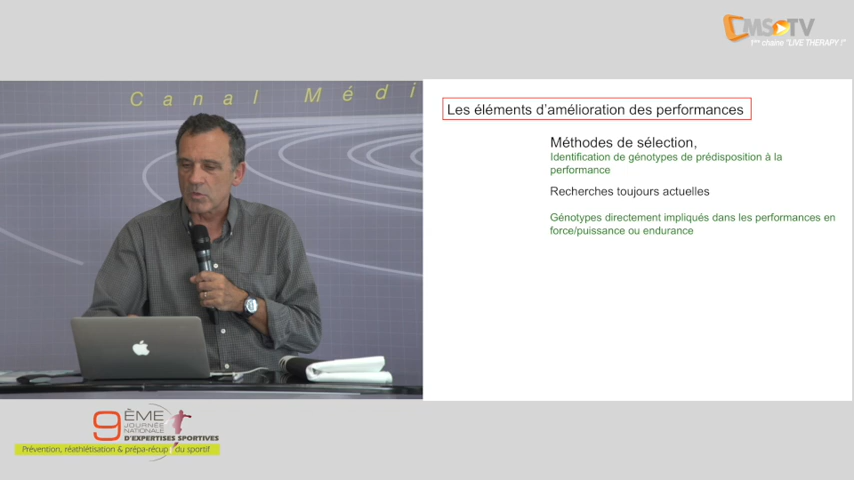 CMSTV
1ère chaîne "LIVE THERAPY !"
Canal Médi
Les éléments d'amélioration des performances
Méthodes de sélection,
Identification de génotypes de prédisposition à la
performance
Recherches toujours actuelles
Génotypes directement impliqués dans les performances en
force/puissance ou endurance
9ÈME
JOURNÉE
NATIONALE
D'EXPERTISES SPORTIVES
Prévention, réathlétisation & prépa-récup du sportif